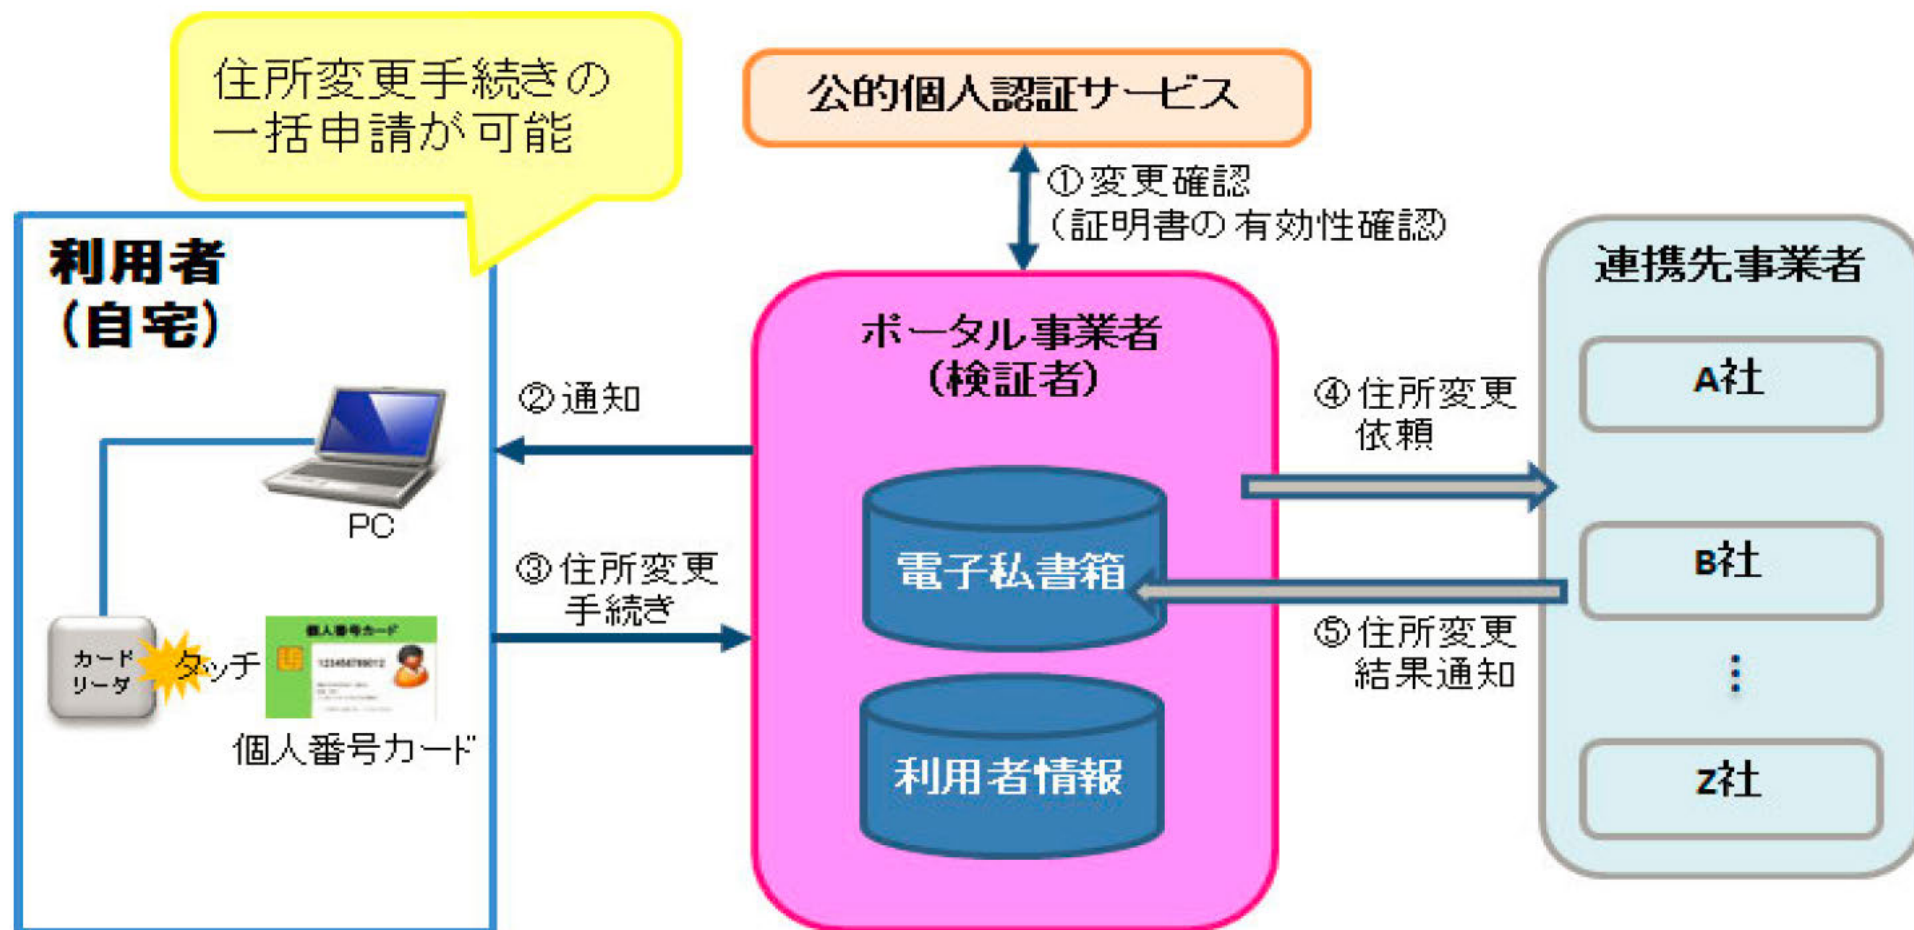 住所変更手続きの
一括申請が可能
公的個人認証サービス
①変更確認
(証明書の有効性確認)
利用者
(自宅)
PC
カード
リーダ
タッチ
個人番号カード
123456789012
個人番号カード
②通知
③住所変更
手続き
ポータル事業者
(検証者)
電子私書箱
利用者情報
④住所変更
依頼
⑤住所変更
結果通知
連携先事業者
A社
B社
⋮
Z社